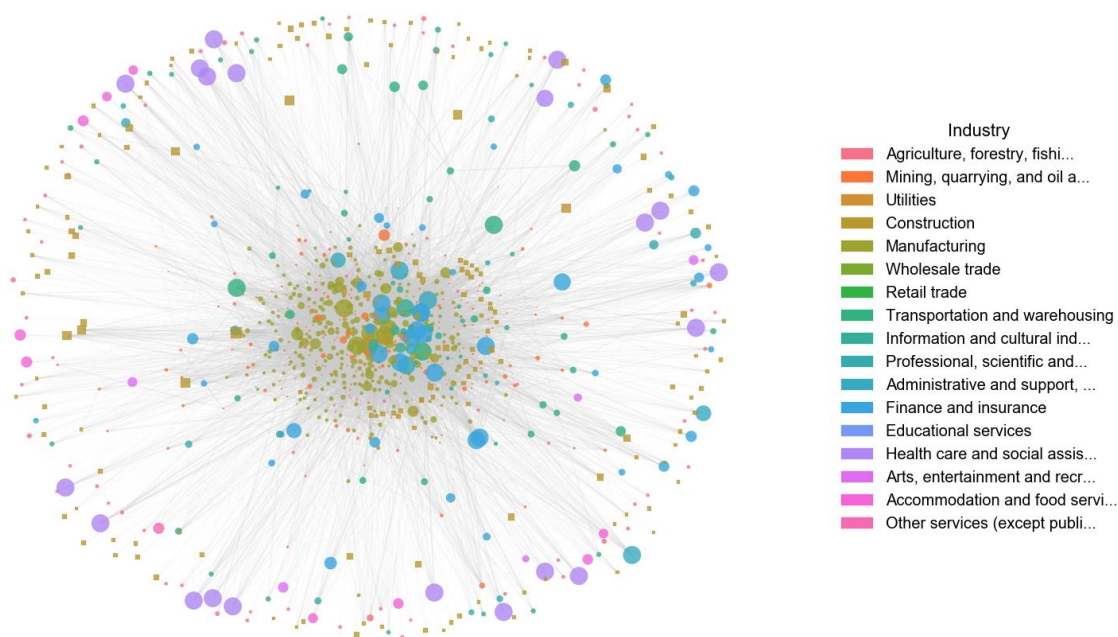 Industry
Agriculture, forestry, fishi...
Mining, quarrying, and oil a...
Utilities
Construction
Manufacturing
Wholesale trade
Retail trade
Transportation and warehousing
Information and cultural ind...
Professional, scientific and...
Administrative and support, ...
Finance and insurance
Educational services
Health care and social assis...
Arts, entertainment and recr...
Accommodation and food servi...
Other services (except publi...